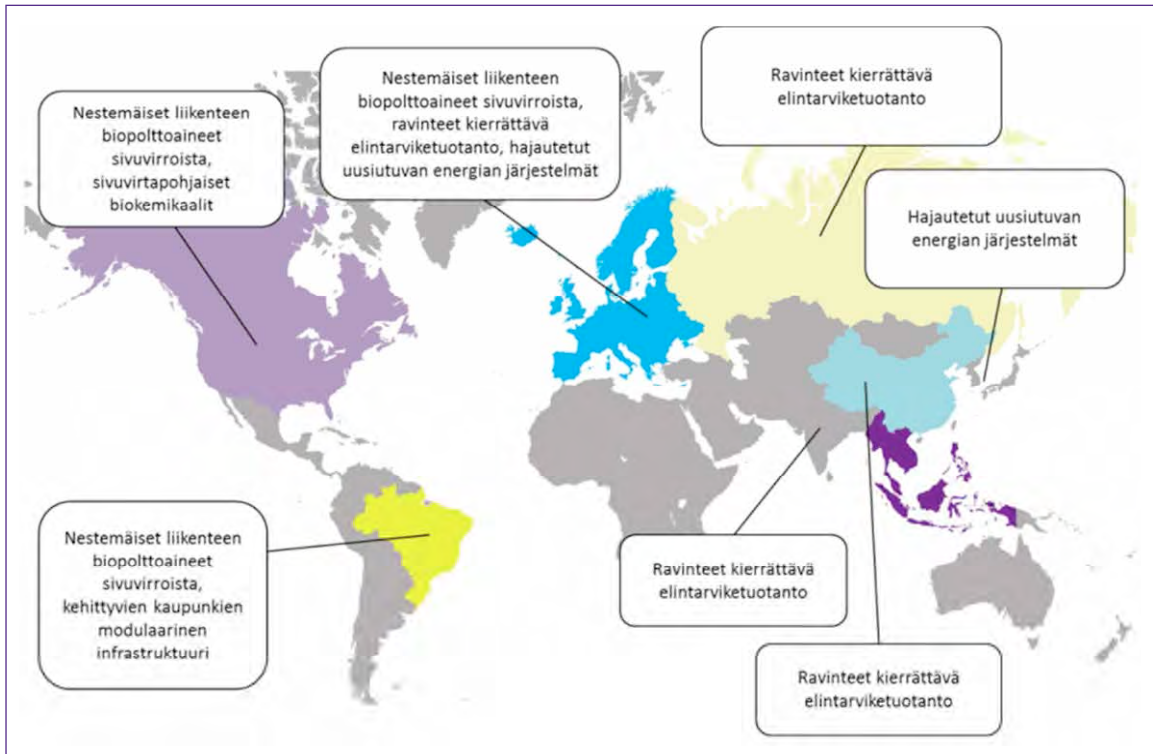 Nestemäiset liikenteen
biopolttoaineet
sivuvirroista,
sivuvirtapohjaiset
biokemikaalit
Nestemäiset liikenteen
biopolttoaineet sivuvirroista,
ravinteet kierrättävä
elintarviketuotanto, hajautetut
uusiutuvan energian järjestelmät
Ravinteet kierrättävä
elintarviketuotanto
Hajautetut uusiutuvan
energian järjestelmät
Nestemäiset liikenteen
biopolttoaineet
sivuvirroista,
kehittyvien kaupunkien
modulaarinen
infrastruktuuri
Ravinteet kierrättävä
elintarviketuotanto
Ravinteet kierrättävä
elintarviketuotanto